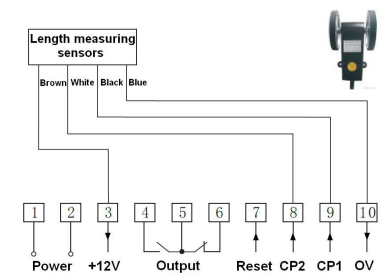 Length measuring
sensors
Brown White Black Blue
1 2 3 4 5 6 7 8 9 10
Power +12V Output Reset CP2 CP1 OV